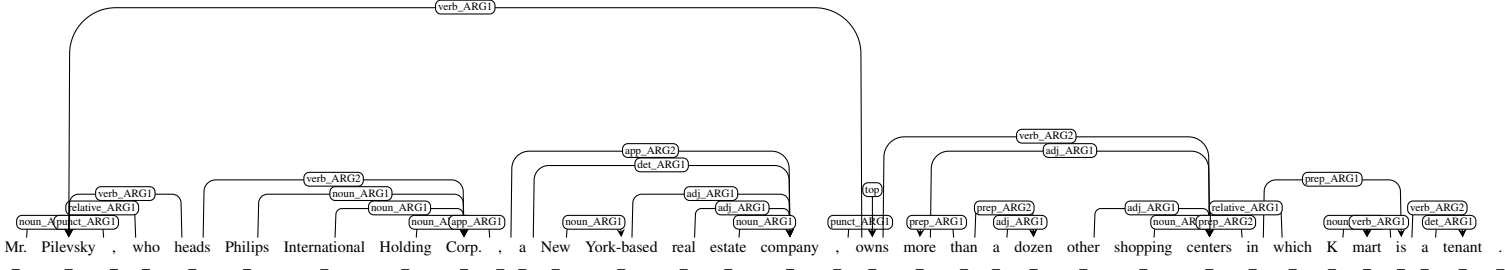 verb_ARG1
verb_ARG2 app_ARG2 adj_ARG1
det_ARG1
verb_ARG2 prep_ARG1
verb_ARG1 noun_ARG1 adj_ARG1 top
relative_ARG1 noun_ARG1 adj_ARG1 prep_ARG2 adj_ARG1 relative_ARG1 verb_ARG2
punct_ARG1 app_ARG1 noun_ARG1 noun_ARG1 punct_ARG1 prep_ARG1 adj_ARG1 prep_ARG2 verb_ARG1 det_ARG1
Mr. Pilevsky , who heads Philips International Holding Corp. , a New York-based real estate company , owns more than a dozen other shopping centers in which K mart is a tenant .